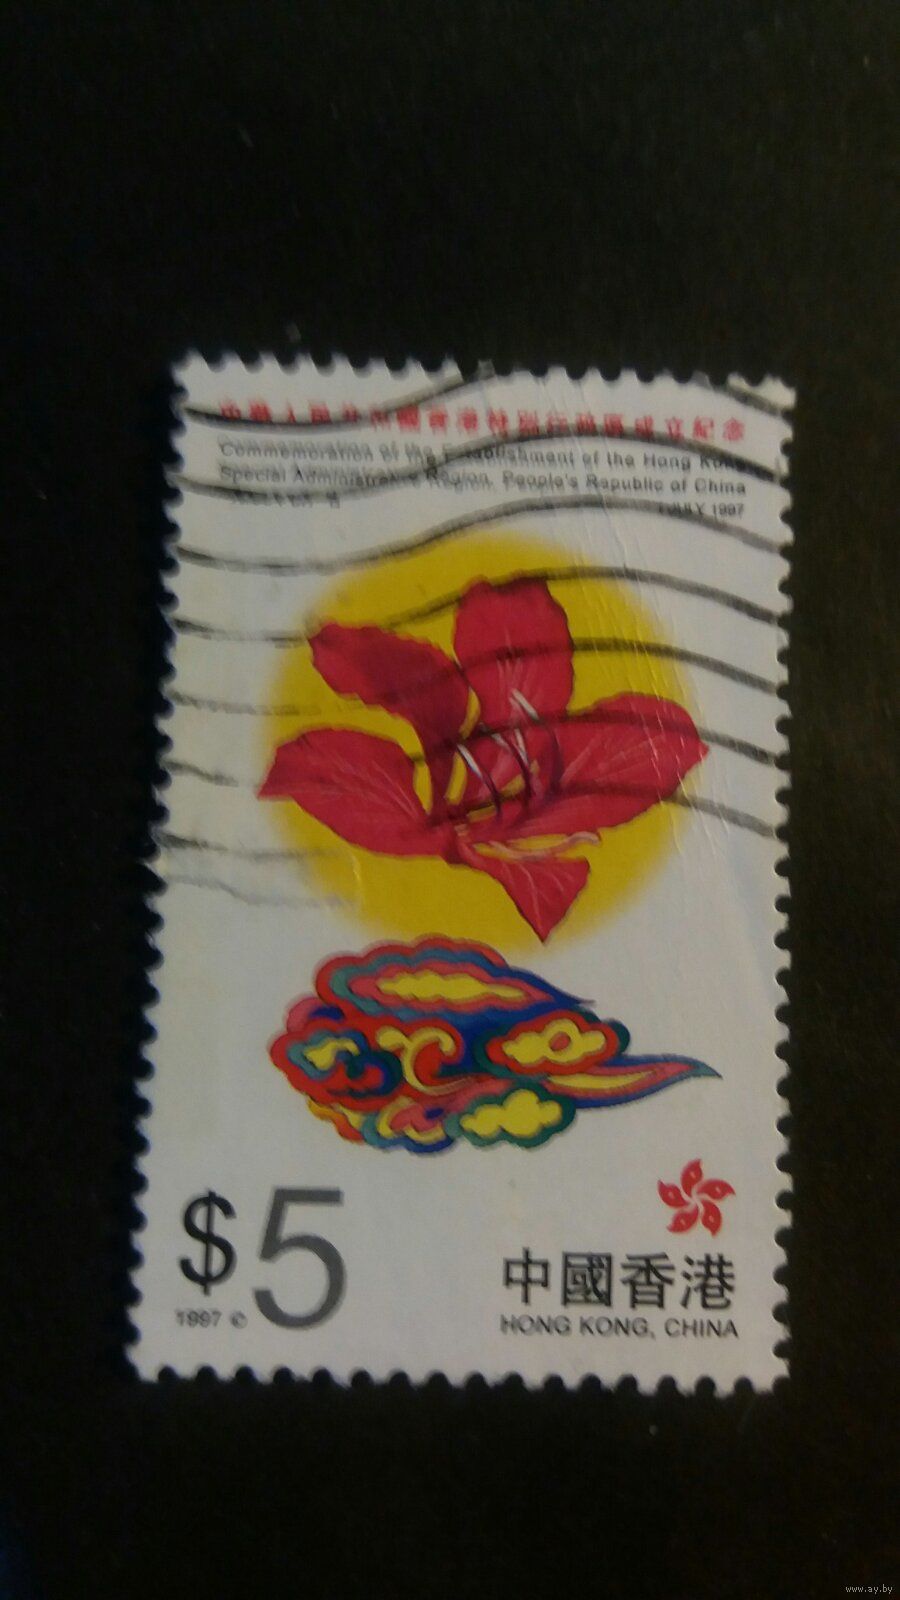 中華人民共和國香港特別行政區成立紀念
Commemoration of the Establishment of the Hong Kong
Special Administrative Region, People's Republic of China
1 JULY 1997
$5
1997 ©
中國香港
HONG KONG, CHINA
www.ay.by